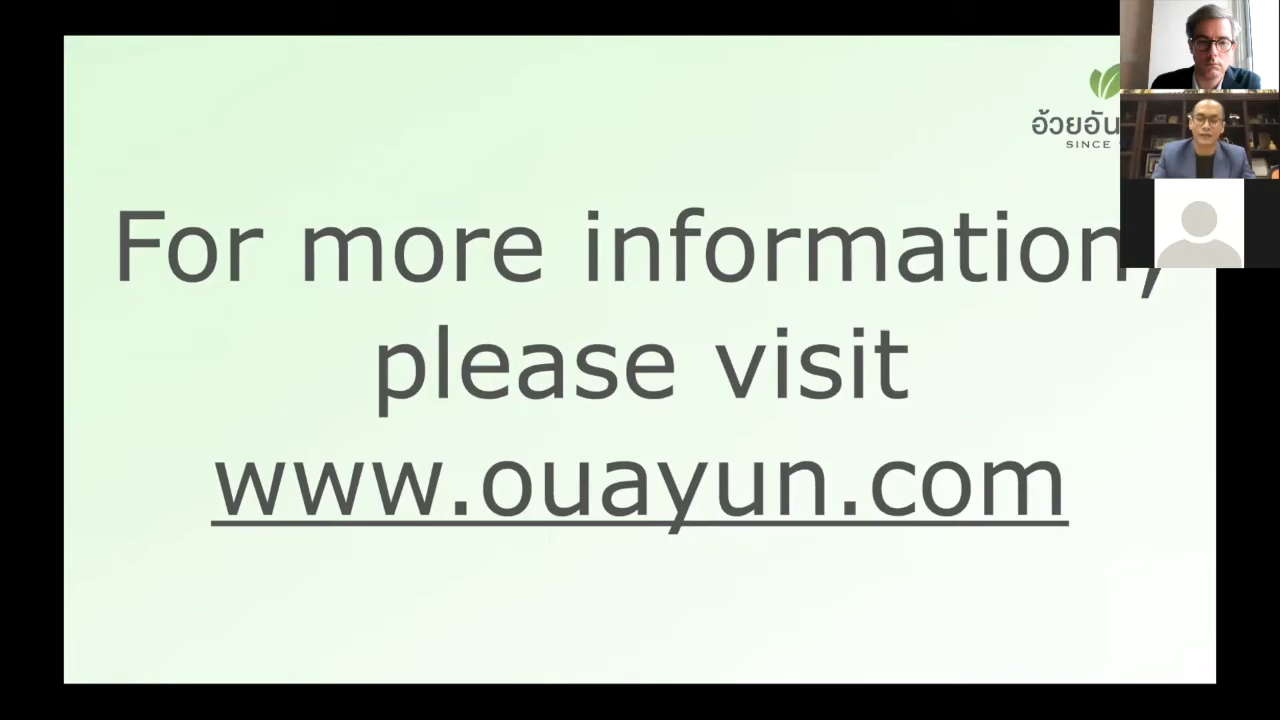 อ้วยอัน
SINCE
For more information,
please visit
www.ouayun.com